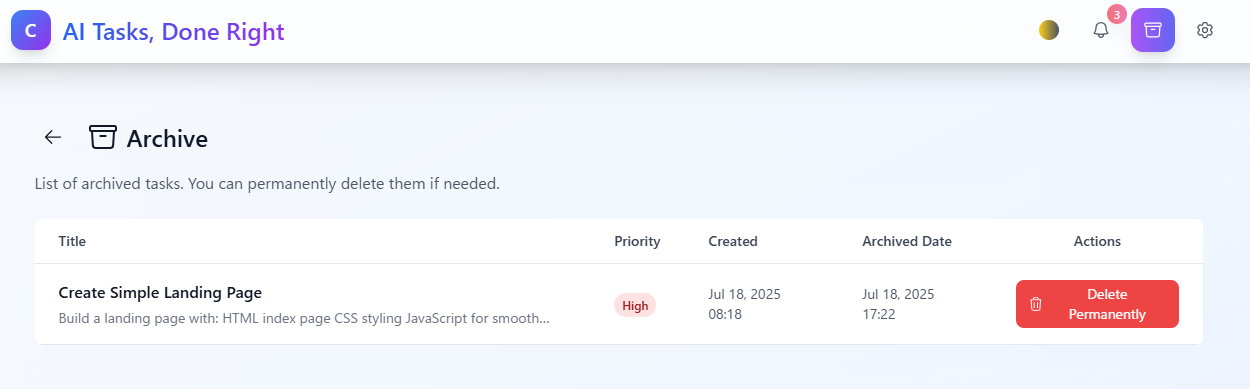 C AI Tasks, Done Right 3
Archive
List of archived tasks. You can permanently delete them if needed.
Title Priority Created Archived Date Actions
Create Simple Landing Page
Build a landing page with: HTML index page CSS styling JavaScript for smooth...
High
Jul 18, 2025
08:18
Jul 18, 2025
17:22
Delete
Permanently